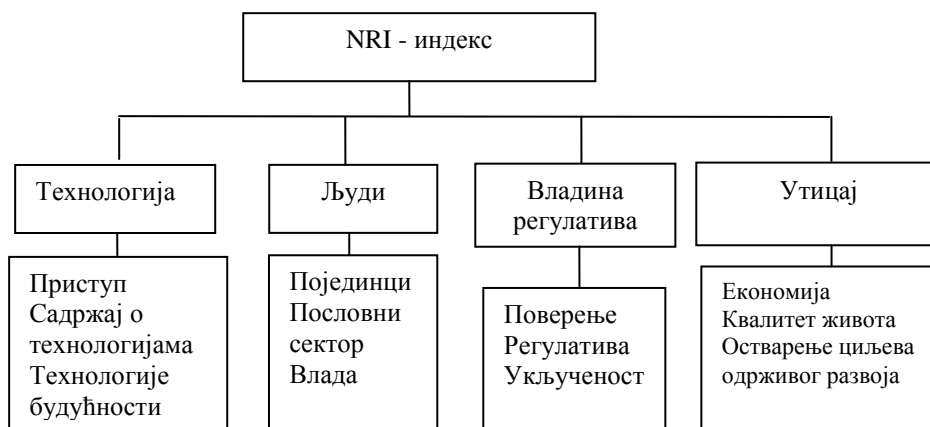 NRI - индекс
Технологија
Људи
Владина
регулатива
Утицај
Приступ
Садржај о
технологијама
Технологије
будућности
Појединци
Пословни
сектор
Влада
Поверење
Регулатива
Укљученост
Економија
Квалитет живота
Остварење циљева
одрживог развоја